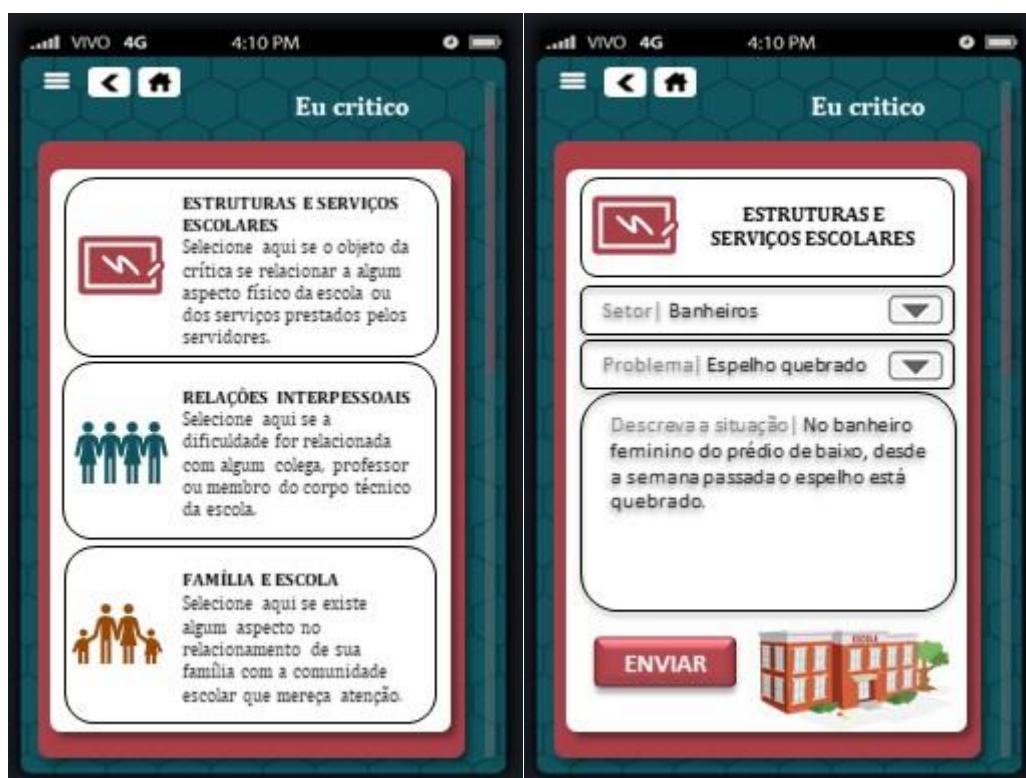 VIVO 4G 4:10 PM
Eu critico
ESTRUTURAS E SERVIÇOS
ESCOLARES
Selecione aqui se o objeto da
crítica se relacionar a algum
aspecto físico da escola ou
dos serviços prestados pelos
servidores.
RELAÇÕES INTERPESSOAIS
Selecione aqui se a
dificuldade for relacionada
com algum colega, professor
ou membro do corpo técnico
da escola.
FAMÍLIA E ESCOLA
Selecione aqui se existe
algum aspecto no
relacionamento de sua
família com a comunidade
escolar que mereça atenção.
VIVO 4G 4:10 PM
Eu critico
ESTRUTURAS E
SERVIÇOS ESCOLARES
Setor| Banheiros
Problema| Espelho quebrado
Descreva a situação| No banheiro
feminino do prédio de baixo, desde
a semana passada o espelho está
quebrado.
ENVIAR
ESCOLA